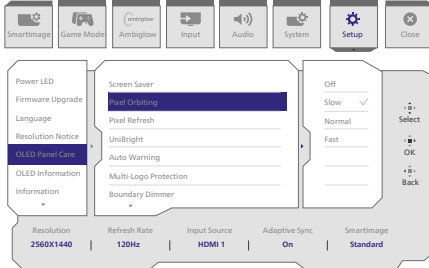 SmartImage
Game Mode
ambiglow
Ambiglow
Input
Audio
System
Setup
Close
Power LED
Firmware Upgrade
Language
Resolution Notice
OLED Panel Care
OLED Information
Information
Screen Saver
Pixel Orbiting
Pixel Refresh
UniBright
Auto Warning
Multi-Logo Protection
Boundary Dimmer
Off
Slow
Normal
Fast
Select
OK
Back
Resolution Refresh Rate Input Source Adaptive Sync SmartImage
2560X1440 | 120Hz | HDMI 1 | On | Standard